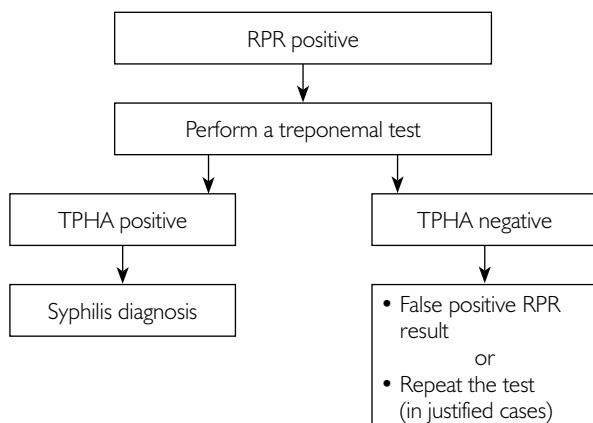 RPR positive
Perform a treponemal test
TPHA positive
TPHA negative
Syphilis diagnosis
• False positive RPR
result
or
• Repeat the test
(in justified cases)